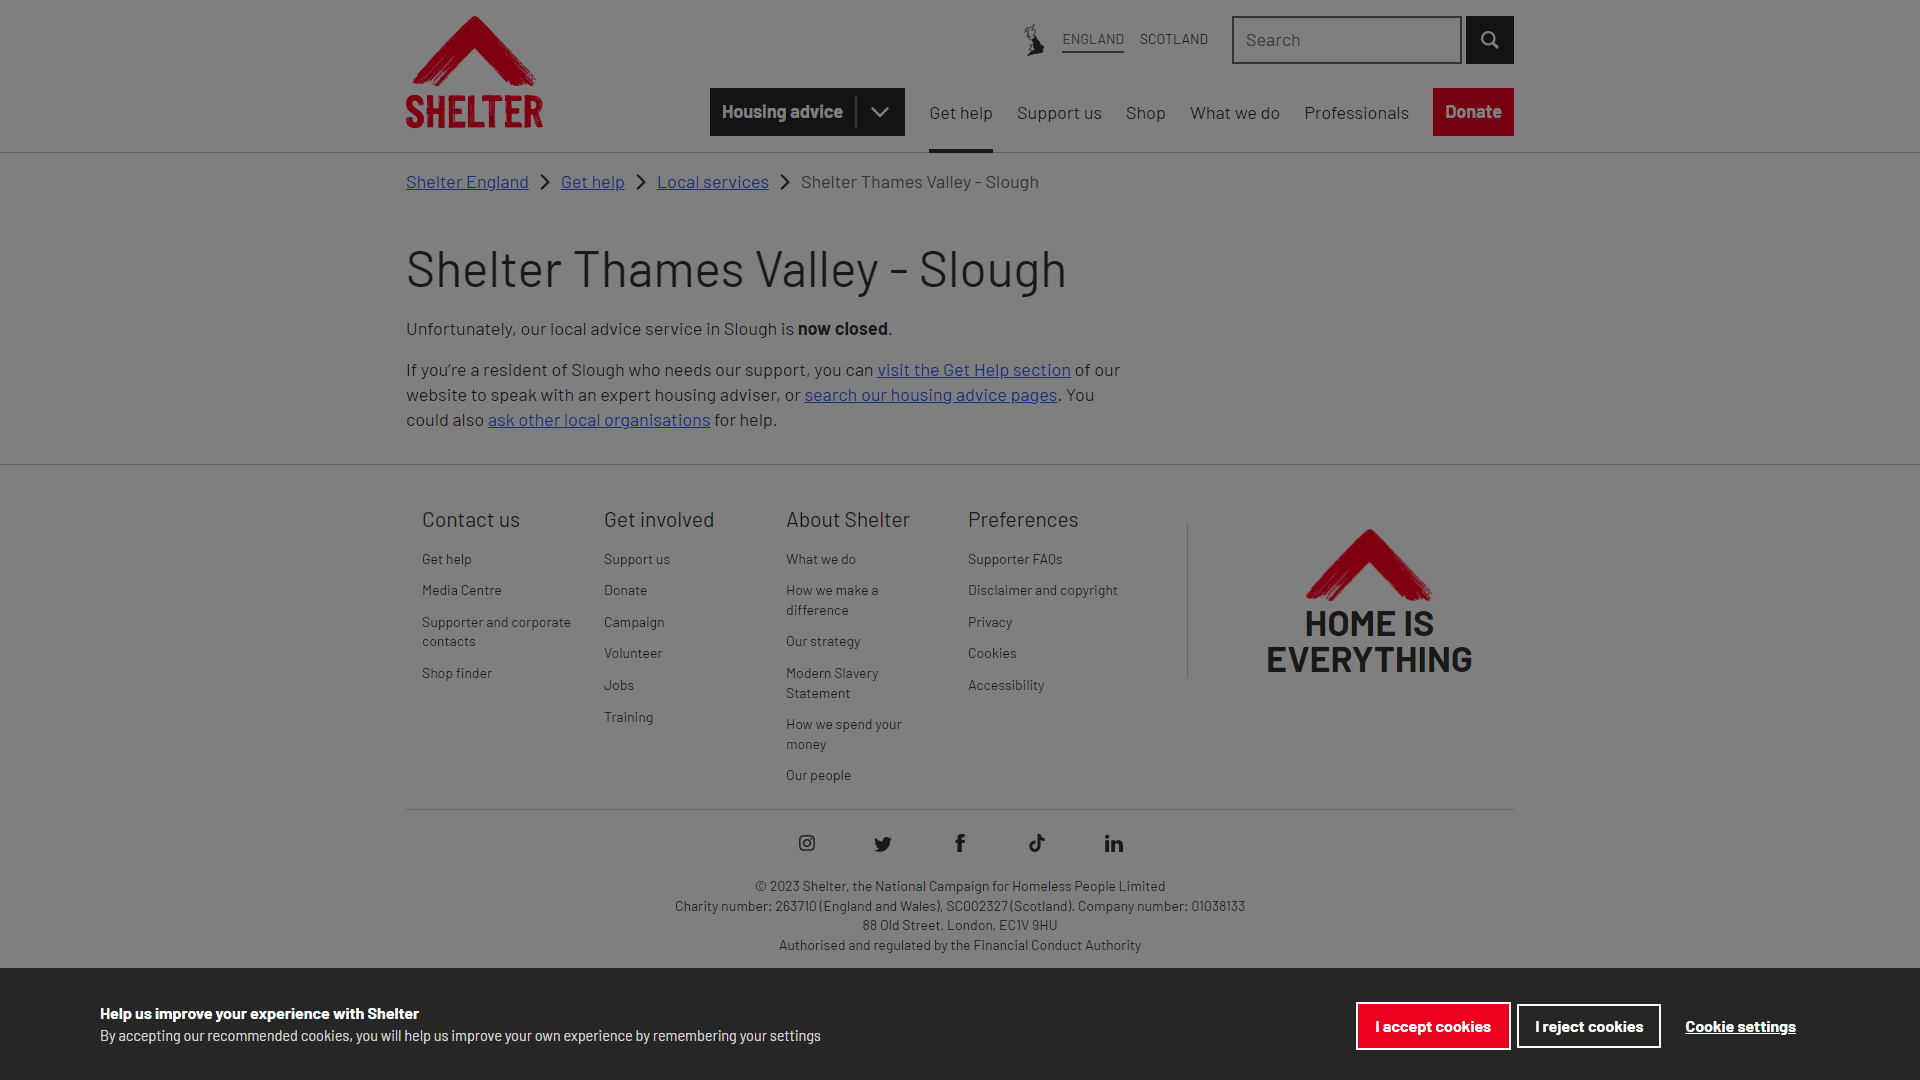 SHELTER
ENGLAND
SCOTLAND
Search
Housing advice
Get help
Support us
Shop
What we do
Professionals
Donate
Shelter England
Get help
Local services
Shelter Thames Valley - Slough
Shelter Thames Valley - Slough
Unfortunately, our local advice service in Slough is now closed.
If you’re a resident of Slough who needs our support, you can visit the Get Help section of our
website to speak with an expert housing adviser, or search our housing advice pages. You
could also ask other local organisations for help.
Contact us
Get help
Media Centre
Supporter and corporate
contacts
Shop finder
Get involved
Support us
Donate
Campaign
Volunteer
Jobs
Training
About Shelter
What we do
How we make a
difference
Our strategy
Modern Slavery
Statement
How we spend your
money
Our people
Preferences
Supporter FAQs
Disclaimer and copyright
Privacy
Cookies
Accessibility
HOME IS
EVERYTHING
© 2023 Shelter, the National Campaign for Homeless People Limited
Charity number: 263710 (England and Wales), SC002327 (Scotland). Company number: 01038133
88 Old Street, London, EC1V 9HU
Authorised and regulated by the Financial Conduct Authority
Help us improve your experience with Shelter
By accepting our recommended cookies, you will help us improve your own experience by remembering your settings
I accept cookies
I reject cookies
Cookie settings